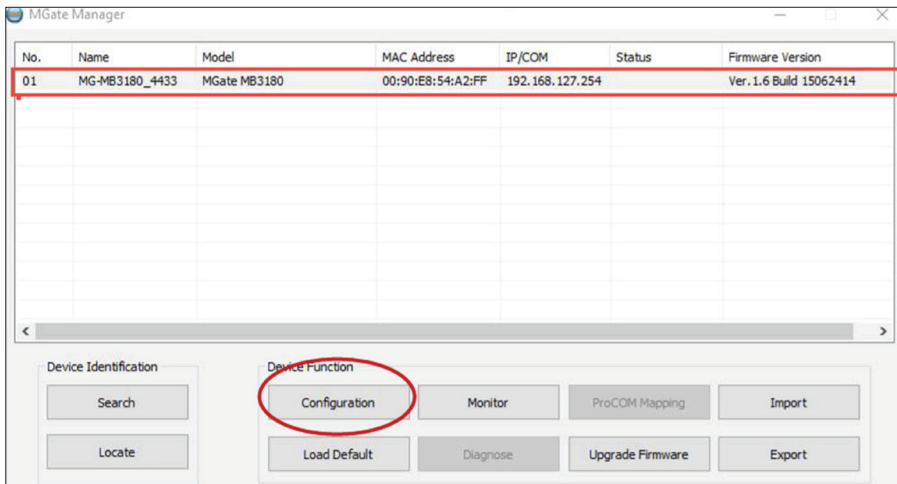 MGate Manager
No. Name Model MAC Address IP/COM Status Firmware Version
01 MG-MB3180_4433 MGate MB3180 00:90:E8:54:A2:FF 192.168.127.254 Ver.1.6 Build 15062414
Device Identification Device Function
Search Configuration Monitor ProCOM Mapping Import
Locate Load Default Diagnose Upgrade Firmware Export